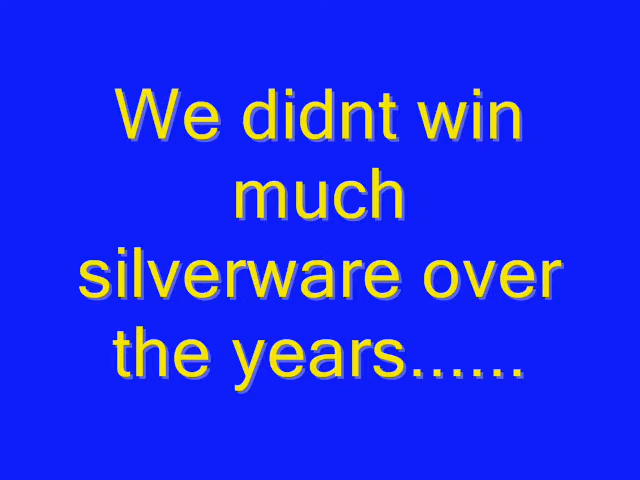 We didnt win
much
silverware over
the years......